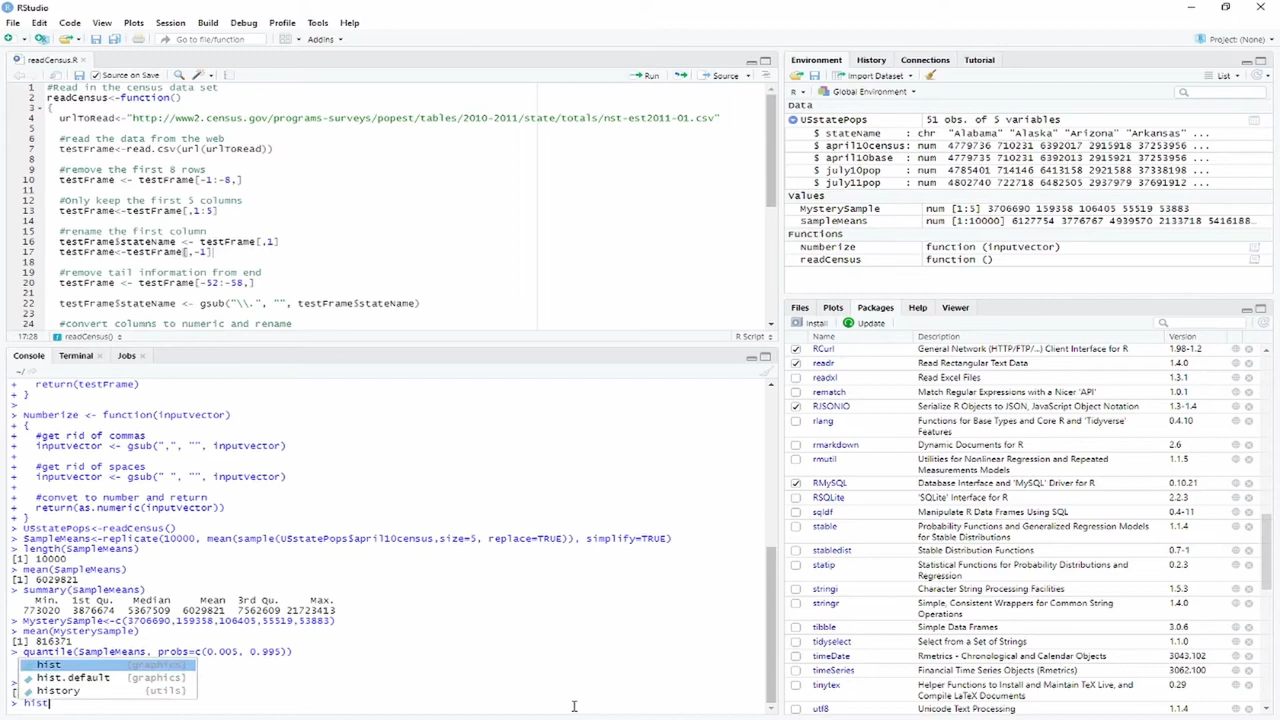 RStudio
File Edit Code View Plots Session Build Debug Profile Tools Help
Go to file/function Addins Project: (None)
readCensus.R
Source on Save Run Source
1 #Read in the census data set
2 readCensus<-function()
3 {
4 urlToRead<-"http://www2.census.gov/programs-surveys/popest/tables/2010-2011/state/totals/nst-est2011-01.csv"
5
6 #read the data from the web
7 testFrame<-read.csv(url(urlToRead))
8
9 #remove the first 8 rows
10 testFrame <- testFrame[-1:-8,]
11
12 #Only keep the first 5 columns
13 testFrame<-testFrame[,1:5]
14
15 #rename the first column
16 testFrame$stateName <- testFrame[,1]
17 testFrame<-testFrame[,-1]
18
19 #remove tail information from end
20 testFrame <- testFrame[-52:-58,]
21
22 testFrame$stateName <- gsub("\\.", "", testFrame$stateName)
23
24 #convert columns to numeric and rename
17:28 readCensus() R Script
Console Terminal Jobs
~/
+ return(testFrame)
+ }
>
> Numberize <- function(inputvector)
+ {
+ #get rid of commas
+ inputvector <- gsub(",", "", inputvector)
+
+ #get rid of spaces
+ inputvector <- gsub(" ", "", inputvector)
+
+ #convet to number and return
+ return(as.numeric(inputvector))
+ }
> USstatePops<-readCensus()
> SampleMeans<-replicate(10000, mean(sample(USstatePops$april10census,size=5, replace=TRUE)), simplify=TRUE)
> length(SampleMeans)
[1] 10000
> mean(SampleMeans)
[1] 6029821
> summary(SampleMeans)
Min. 1st Qu. Median Mean 3rd Qu. Max.
773020 3876674 5367509 6029821 7562609 21723413
> MysterySample<-c(3706690,159358,106405,55519,53883)
> mean(MysterySample)
[1] 816371
> quantile(SampleMeans, probs=c(0.005, 0.995))
hist {graphics}
hist.default {graphics}
history {utils}
> hist
Environment History Connections Tutorial
Import Dataset List
R Global Environment
Data
USstatePops 51 obs. of 5 variables
$ stateName : chr "Alabama" "Alaska" "Arizona" "Arkansas" ...
$ april10census: num 4779736 710231 6392017 2915918 37253956 ...
$ april10base : num 4779735 710231 6392013 2915921 37253956 ...
$ july10pop : num 4785401 714146 6413158 2921588 37338198 ...
$ july11pop : num 4802740 722718 6482505 2937979 37691912 ...
Values
MysterySample num [1:5] 3706690 159358 106405 55519 53883
SampleMeans num [1:10000] 6127754 3776767 4939570 2133718 5416188...
Functions
Numberize function (inputvector)
readCensus function ()
Files Plots Packages Help Viewer
Install Update
Name Description Version
RCurl General Network (HTTP/FTP/...) Client Interface for R 1.98-1.2
readr Read Rectangular Text Data 1.4.0
readxl Read Excel Files 1.3.1
rematch Match Regular Expressions with a Nicer 'API' 1.0.1
RJSONIO Serialize R Objects to JSON, JavaScript Object Notation 1.3-1.4
rlang Functions for Base Types and Core R and 'Tidyverse' Features 0.4.10
rmarkdown Dynamic Documents for R 2.6
rmutil Utilities for Nonlinear Regression and Repeated Measurements Models 1.1.5
RMySQL Database Interface and 'MySQL' Driver for R 0.10.21
RSQLite 'SQLite' Interface for R 2.2.3
sqldf Manipulate R Data Frames Using SQL 0.4-11
stable Probability Functions and Generalized Regression Models for Stable Distributions 1.1.4
stabledist Stable Distribution Functions 0.7-1
statip Statistical Functions for Probability Distributions and Regression 0.2.3
stringi Character String Processing Facilities 1.5.3
stringr Simple, Consistent Wrappers for Common String Operations 1.4.0
tibble Simple Data Frames 3.0.6
tidyselect Select from a Set of Strings 1.1.0
timeDate Rmetrics - Chronological and Calendar Objects 3043.102
timeSeries Financial Time Series Objects (Rmetrics) 3062.100
tinytex Helper Functions to Install and Maintain TeX Live, and Compile LaTeX Documents 0.29
utf8 Unicode Text Processing 1.1.4